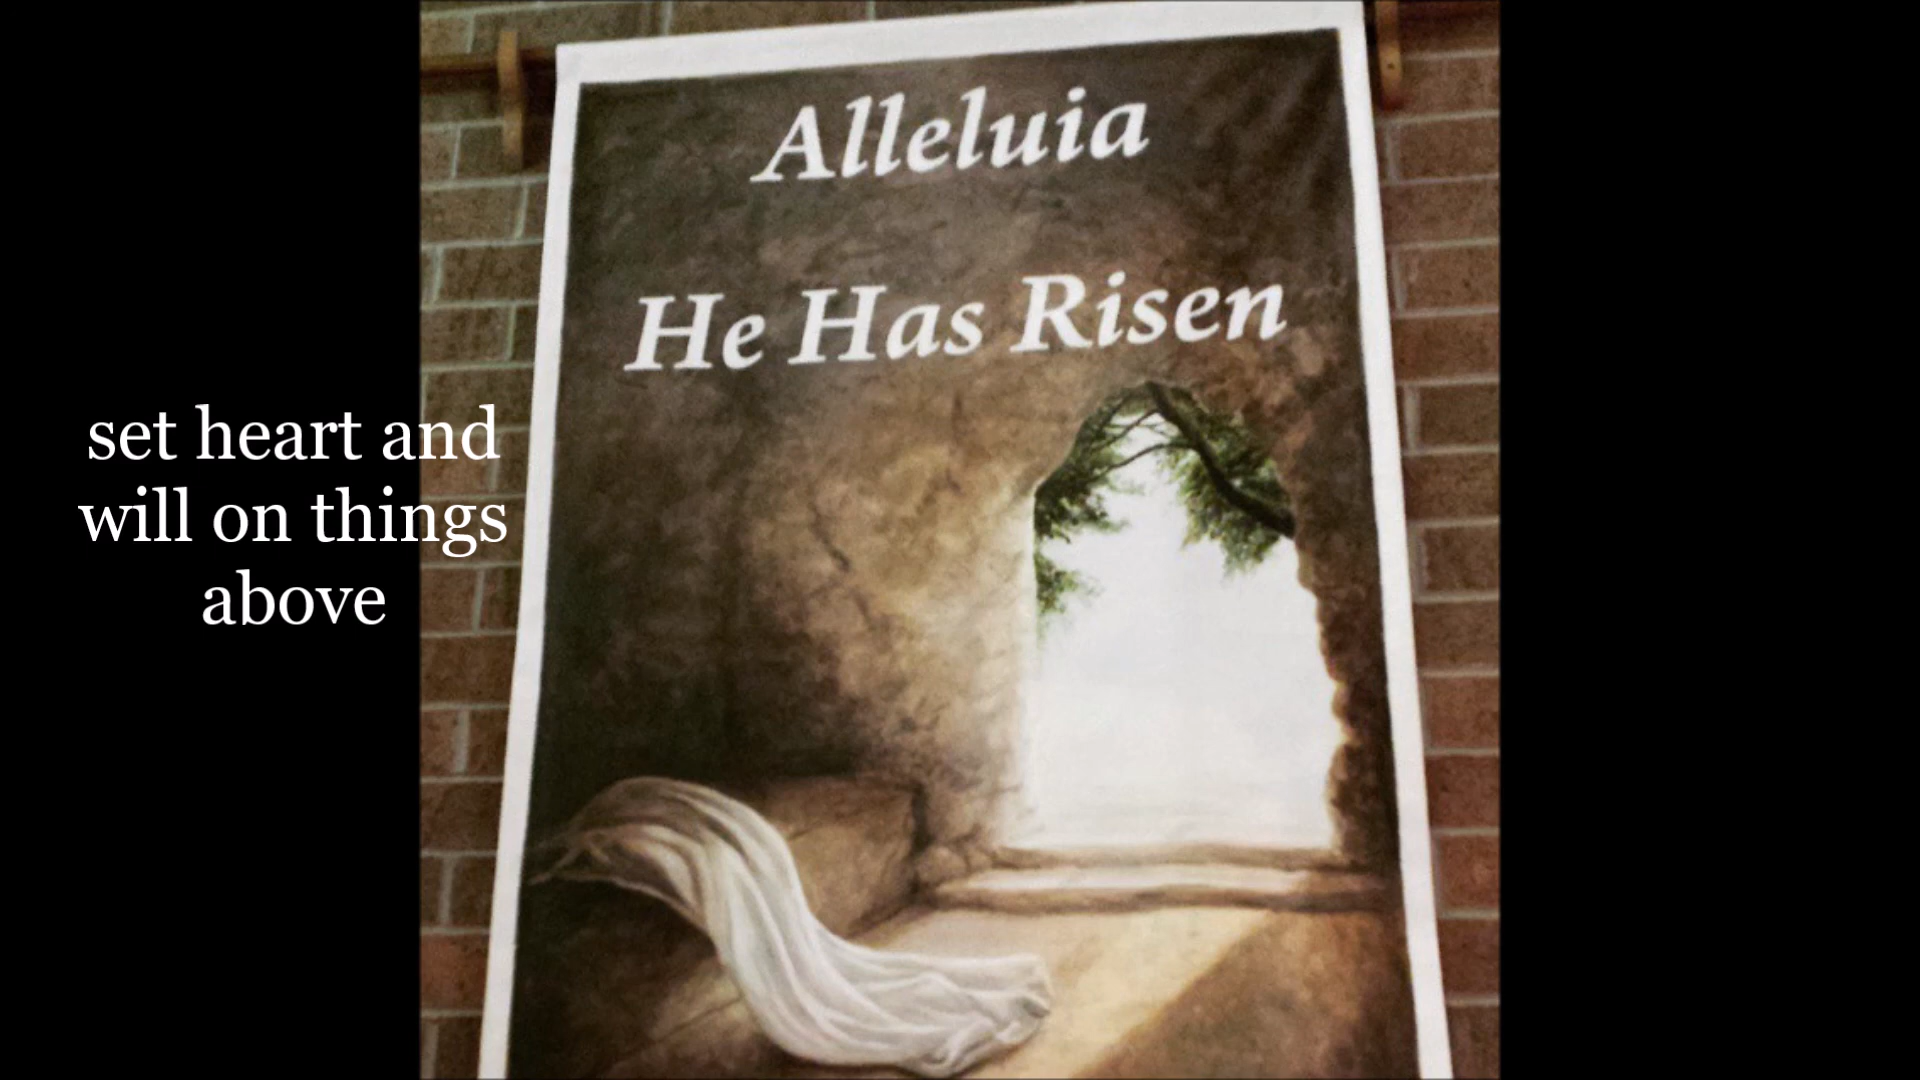 Alleluia
He Has Risen
set heart and
will on things
above